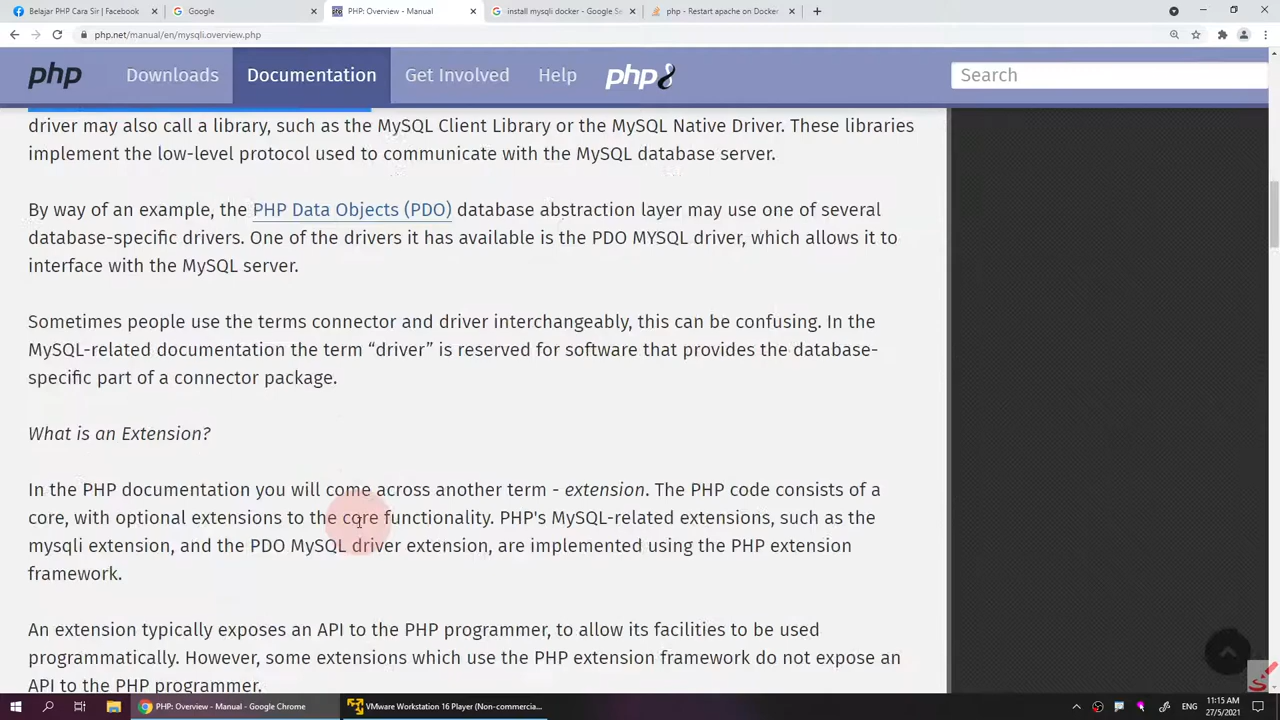 Belajar PHP Cara Sir | Facebook
Google
PHP: Overview - Manual
install mysqli docker - Google Se
php - Restart apache on Docker
php.net/manual/en/mysqli.overview.php
php
Downloads
Documentation
Get Involved
Help
php8
Search
driver may also call a library, such as the MySQL Client Library or the MySQL Native Driver. These libraries
implement the low-level protocol used to communicate with the MySQL database server.
By way of an example, the PHP Data Objects (PDO) database abstraction layer may use one of several
database-specific drivers. One of the drivers it has available is the PDO MYSQL driver, which allows it to
interface with the MySQL server.
Sometimes people use the terms connector and driver interchangeably, this can be confusing. In the
MySQL-related documentation the term “driver” is reserved for software that provides the database-
specific part of a connector package.
What is an Extension?
In the PHP documentation you will come across another term - extension. The PHP code consists of a
core, with optional extensions to the core functionality. PHP's MySQL-related extensions, such as the
mysqli extension, and the PDO MySQL driver extension, are implemented using the PHP extension
framework.
An extension typically exposes an API to the PHP programmer, to allow its facilities to be used
programmatically. However, some extensions which use the PHP extension framework do not expose an
API to the PHP programmer.
PHP: Overview - Manual - Google Chrome
VMware Workstation 16 Player (Non-commercia...
ENG
11:15 AM
27/5/2021